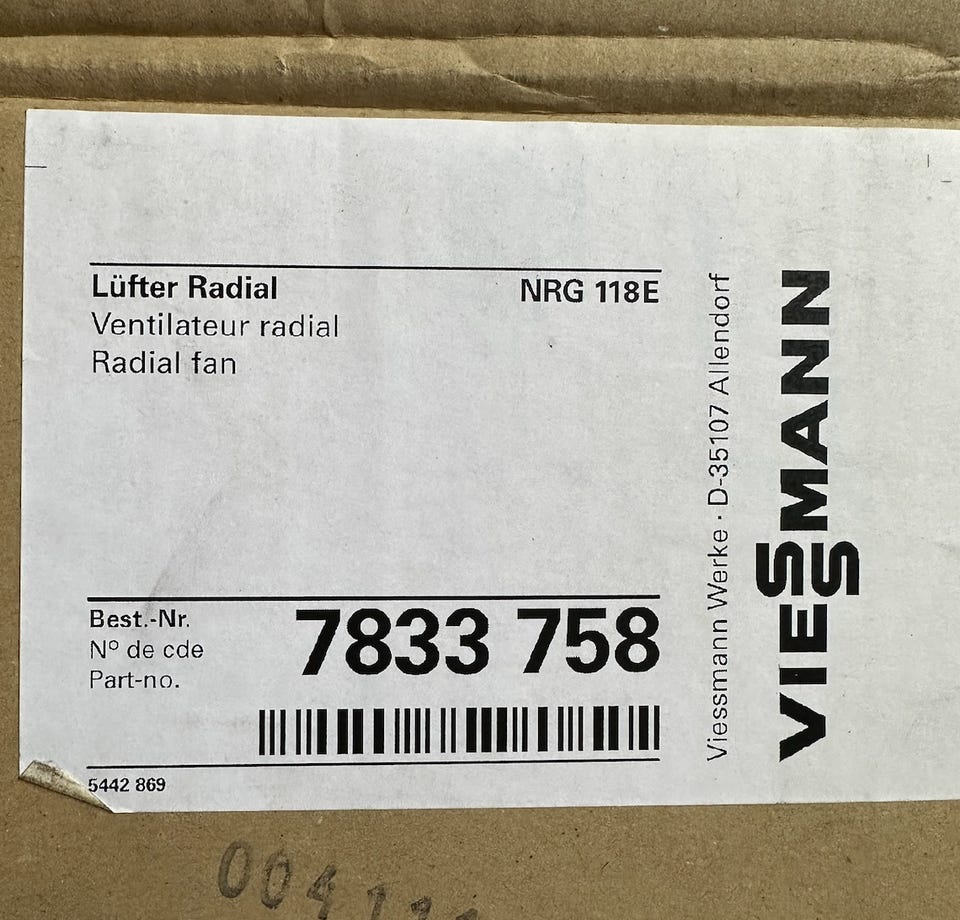 Lüfter Radial NRG 118E
Ventilateur radial
Radial fan
Best.-Nr. 7833 758
N° de cde
Part-no.
5442 869
Viessmann Werke · D-35107 Allendorf
VIESSMANN